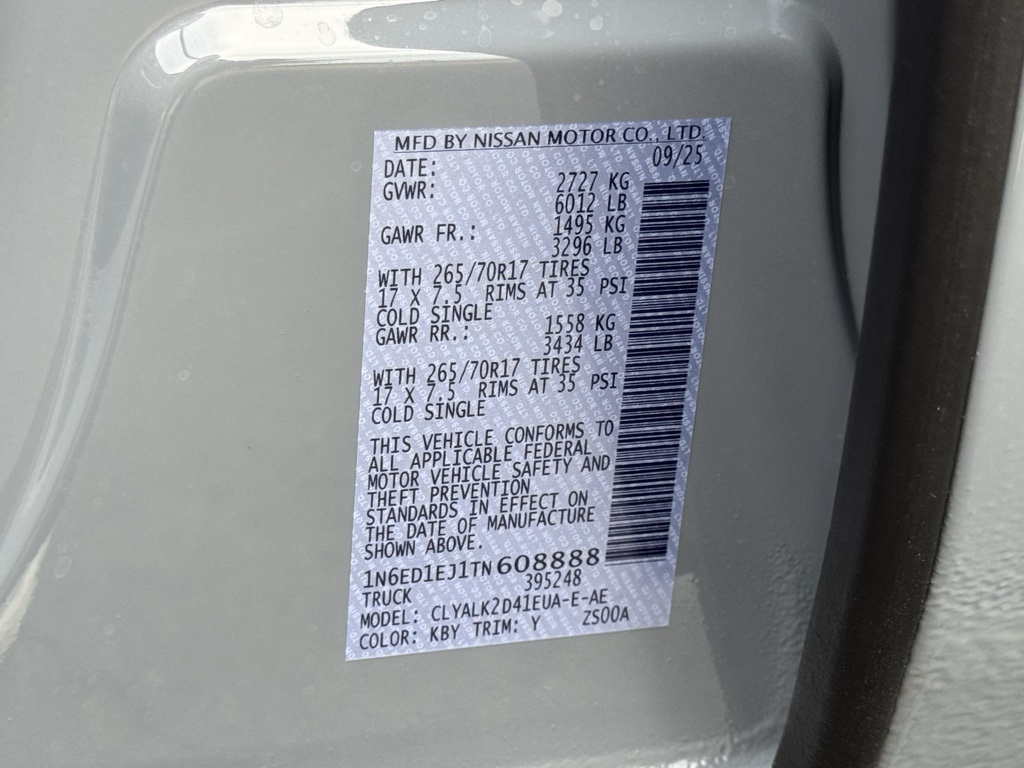 MFD BY NISSAN MOTOR CO., LTD.
DATE: 09/25
GVWR: 2727 KG
6012 LB
GAWR FR.: 1495 KG
3296 LB
WITH 265/70R17 TIRES
17 X 7.5 RIMS AT 35 PSI
COLD SINGLE
GAWR RR.: 1558 KG
3434 LB
WITH 265/70R17 TIRES
17 X 7.5 RIMS AT 35 PSI
COLD SINGLE
THIS VEHICLE CONFORMS TO
ALL APPLICABLE FEDERAL
MOTOR VEHICLE SAFETY AND
THEFT PREVENTION
STANDARDS IN EFFECT ON
THE DATE OF MANUFACTURE
SHOWN ABOVE.
1N6ED1EJ1TN608888
TRUCK 395248
MODEL: CLYALK2D41EUA-E-AE
COLOR: KBY TRIM: Y ZS00A